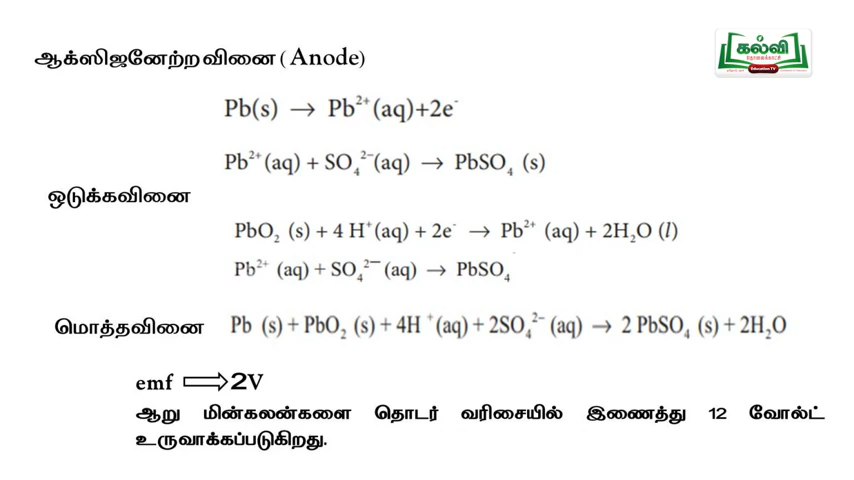 கல்வி
தொலைக்காட்சி
Education TV
ஆக்ஸிஜனேற்றவினை ( Anode)
Pb(s) → Pb²⁺(aq)+2e⁻
Pb²⁺(aq) + SO₄²⁻(aq) → PbSO₄ (s)
ஒடுக்கவினை
PbO₂ (s) + 4 H⁺(aq) + 2e⁻ → Pb²⁺ (aq) + 2H₂O (l)
Pb²⁺ (aq) + SO₄²⁻ (aq) → PbSO₄
மொத்தவினை Pb (s) + PbO₂ (s) + 4H⁺(aq) + 2SO₄²⁻ (aq) → 2 PbSO₄ (s) + 2H₂O
emf ⇒ 2V
ஆறு மின்கலன்களை தொடர் வரிசையில் இணைத்து 12 வோல்ட்
உருவாக்கப்படுகிறது.